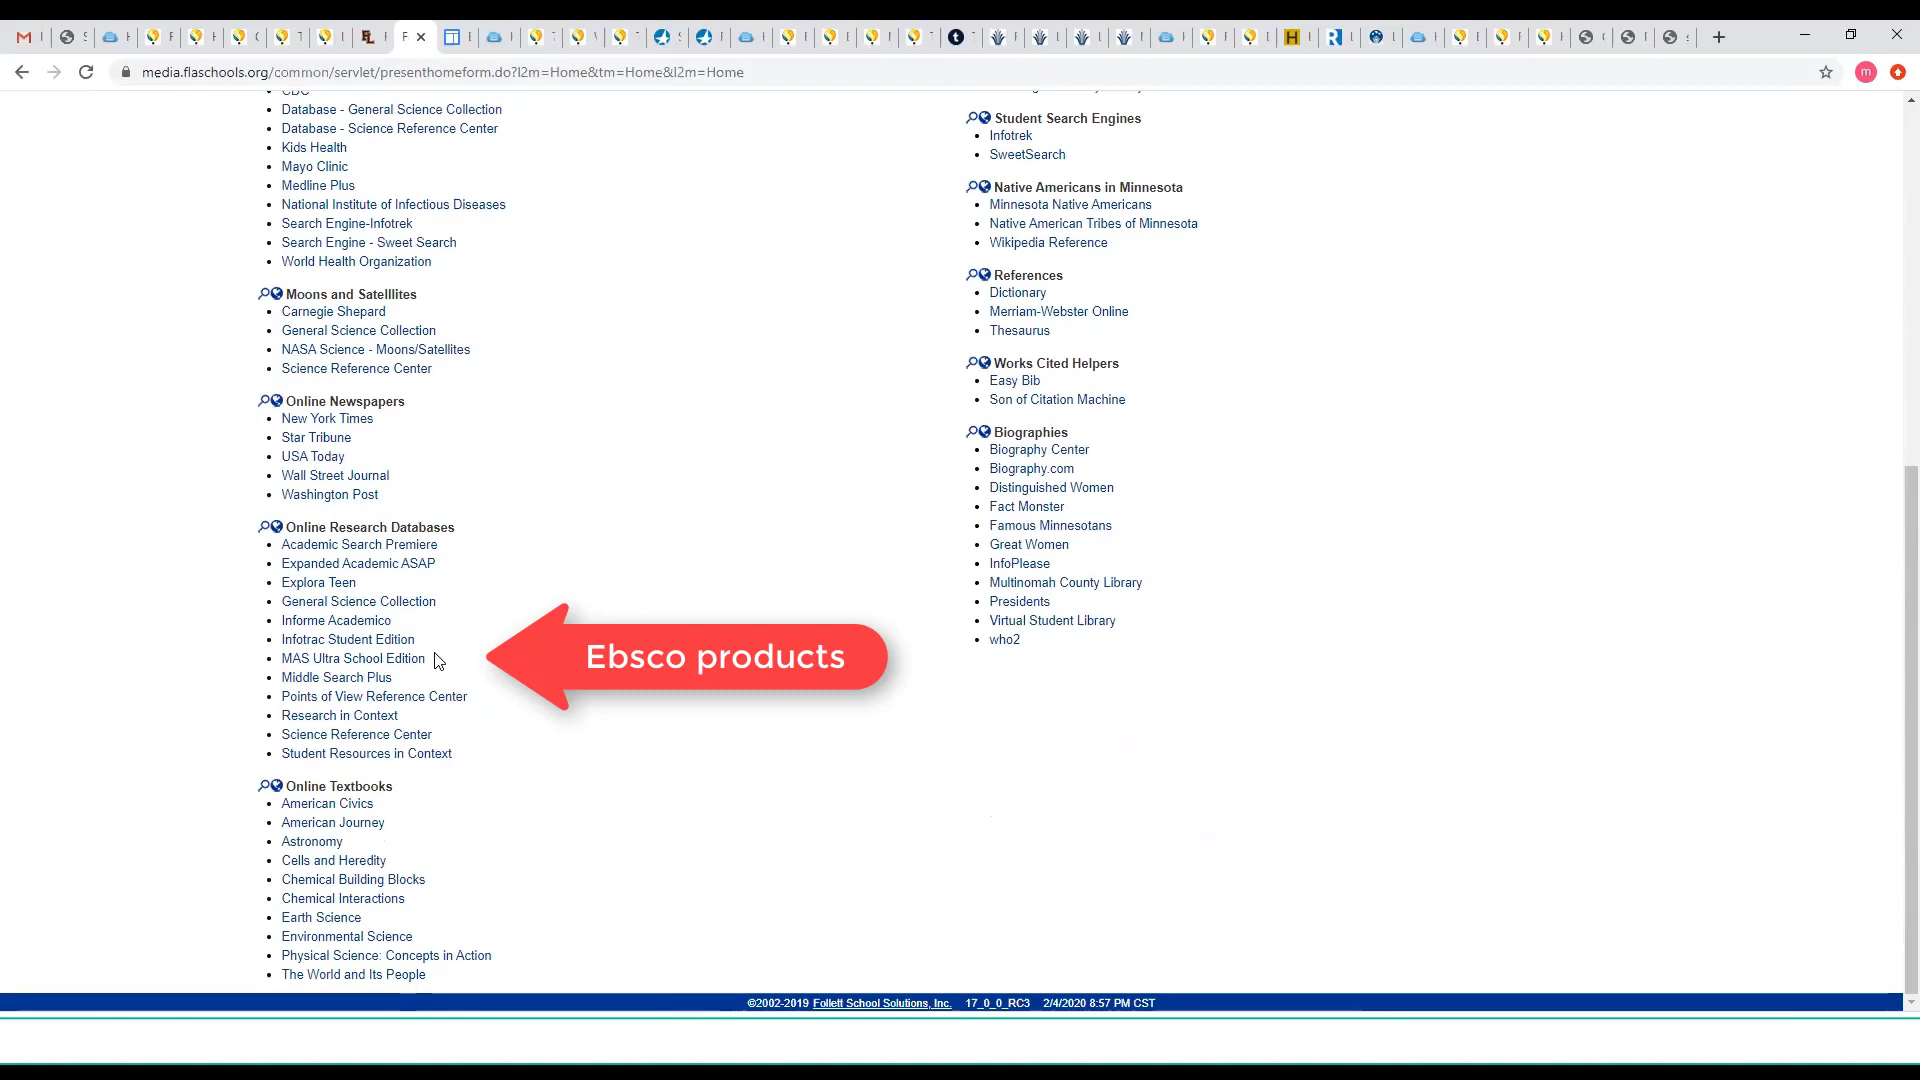 media.flaschools.org/common/servlet/presenthomeform.do?l2m=Home&tm=Home&l2m=Home
m
Database - General Science Collection
Database - Science Reference Center
Kids Health
Mayo Clinic
Medline Plus
National Institute of Infectious Diseases
Search Engine-Infotrek
Search Engine - Sweet Search
World Health Organization
Moons and Satelllites
Carnegie Shepard
General Science Collection
NASA Science - Moons/Satellites
Science Reference Center
Online Newspapers
New York Times
Star Tribune
USA Today
Wall Street Journal
Washington Post
Online Research Databases
Academic Search Premiere
Expanded Academic ASAP
Explora Teen
General Science Collection
Informe Academico
Infotrac Student Edition
MAS Ultra School Edition
Middle Search Plus
Points of View Reference Center
Research in Context
Science Reference Center
Student Resources in Context
Online Textbooks
American Civics
American Journey
Astronomy
Cells and Heredity
Chemical Building Blocks
Chemical Interactions
Earth Science
Environmental Science
Physical Science: Concepts in Action
The World and Its People
Ebsco products
Student Search Engines
Infotrek
SweetSearch
Native Americans in Minnesota
Minnesota Native Americans
Native American Tribes of Minnesota
Wikipedia Reference
References
Dictionary
Merriam-Webster Online
Thesaurus
Works Cited Helpers
Easy Bib
Son of Citation Machine
Biographies
Biography Center
Biography.com
Distinguished Women
Fact Monster
Famous Minnesotans
Great Women
InfoPlease
Multinomah County Library
Presidents
Virtual Student Library
who2
©2002-2019 Follett School Solutions, Inc. 17_0_0_RC3 2/4/2020 8:57 PM CST